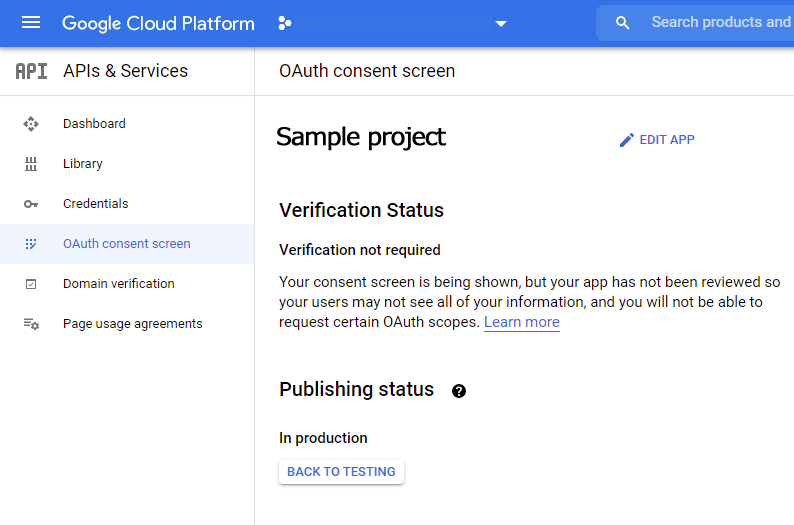 Google Cloud Platform
Search products and
API APIs & Services
OAuth consent screen
Dashboard
Library
Credentials
OAuth consent screen
Domain verification
Page usage agreements
Sample project
EDIT APP
Verification Status
Verification not required
Your consent screen is being shown, but your app has not been reviewed so
your users may not see all of your information, and you will not be able to
request certain OAuth scopes. Learn more
Publishing status ?
In production
BACK TO TESTING